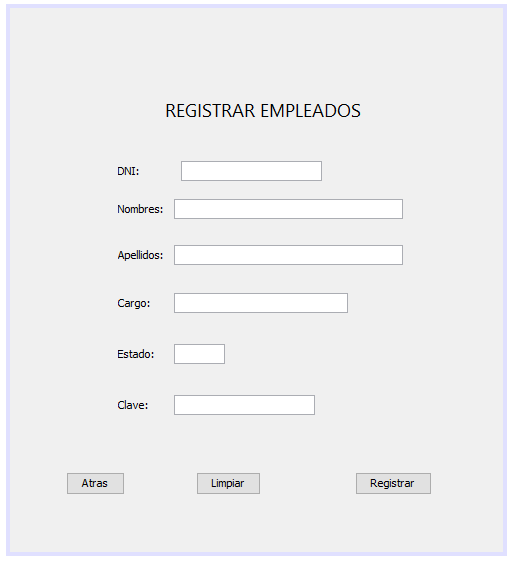 REGISTRAR EMPLEADOS
DNI:
Nombres:
Apellidos:
Cargo:
Estado:
Clave:
Atras Limpiar Registrar